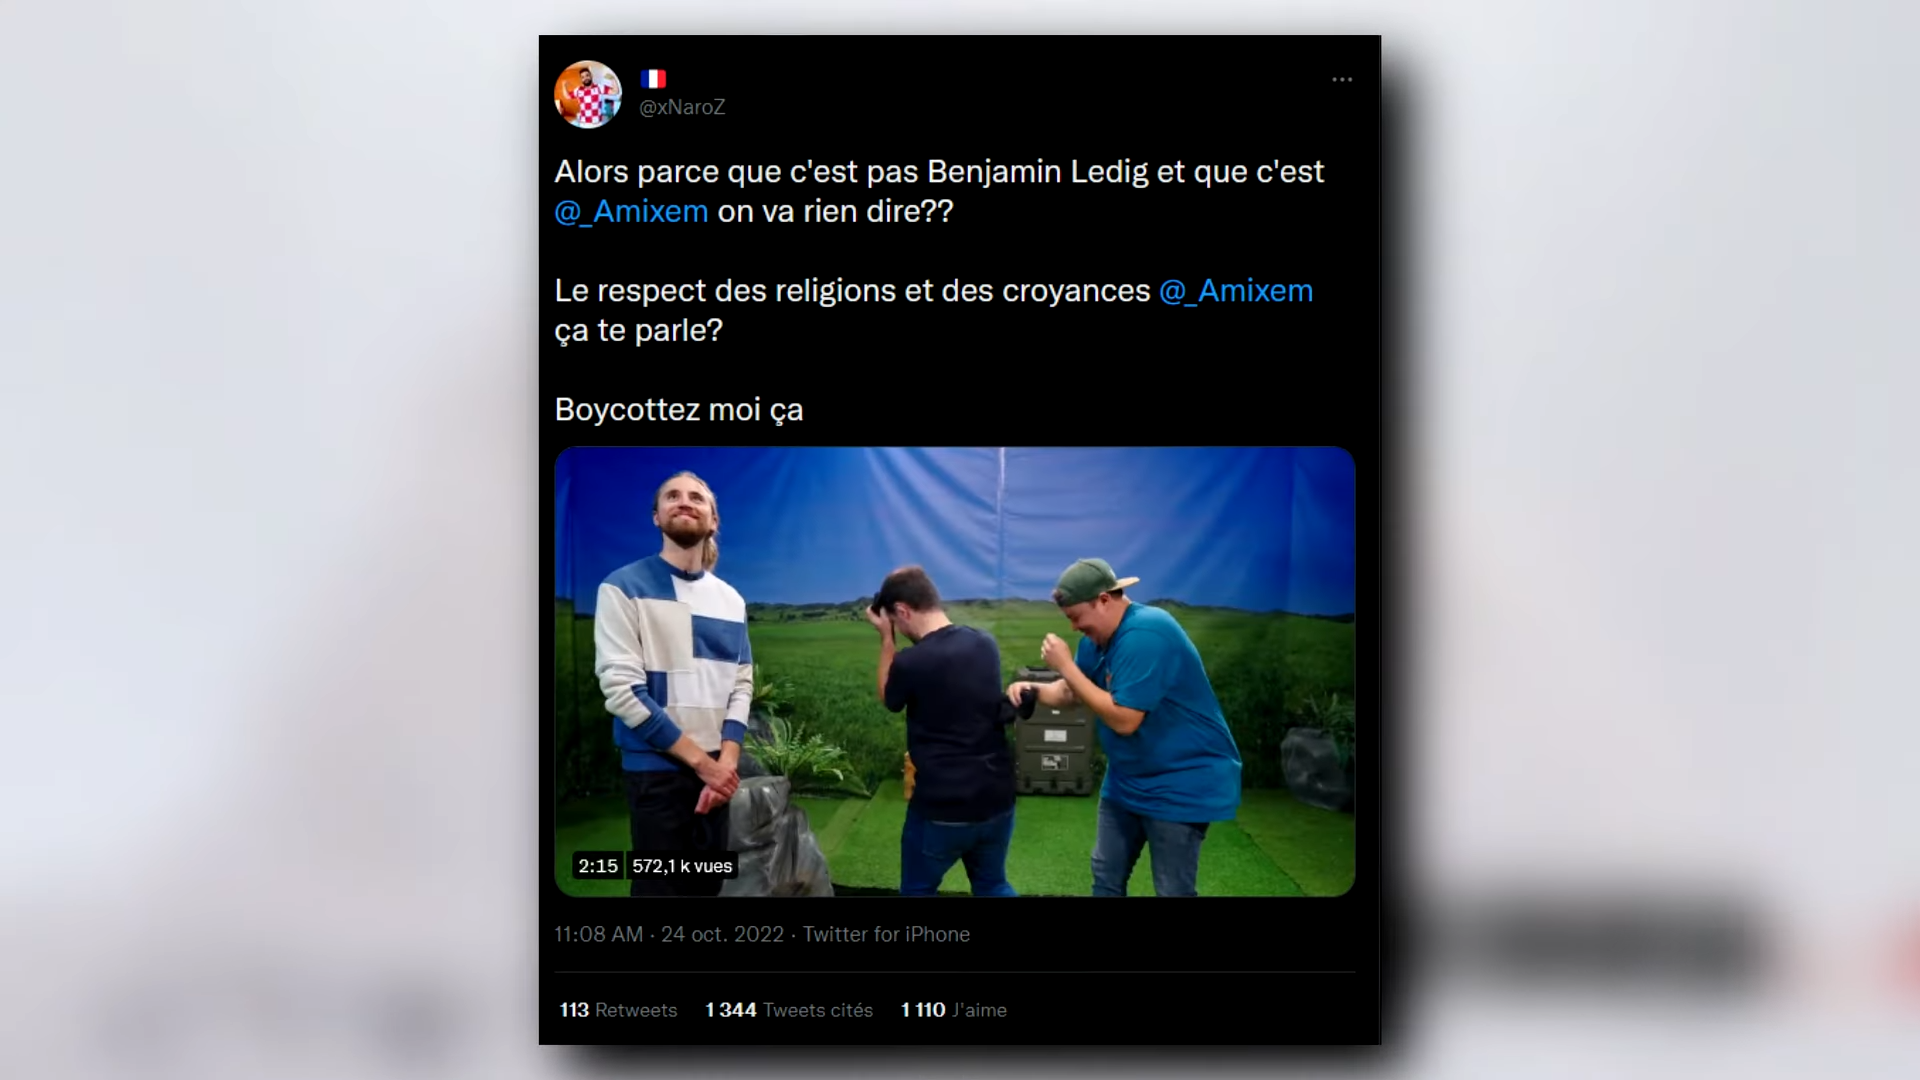 @xNaroZ
Alors parce que c'est pas Benjamin Ledig et que c'est
@_Amixem on va rien dire??
Le respect des religions et des croyances @_Amixem
ça te parle?
Boycottez moi ça
2:15 572,1 k vues
11:08 AM · 24 oct. 2022 · Twitter for iPhone
113 Retweets 1 344 Tweets cités 1 110 J'aime